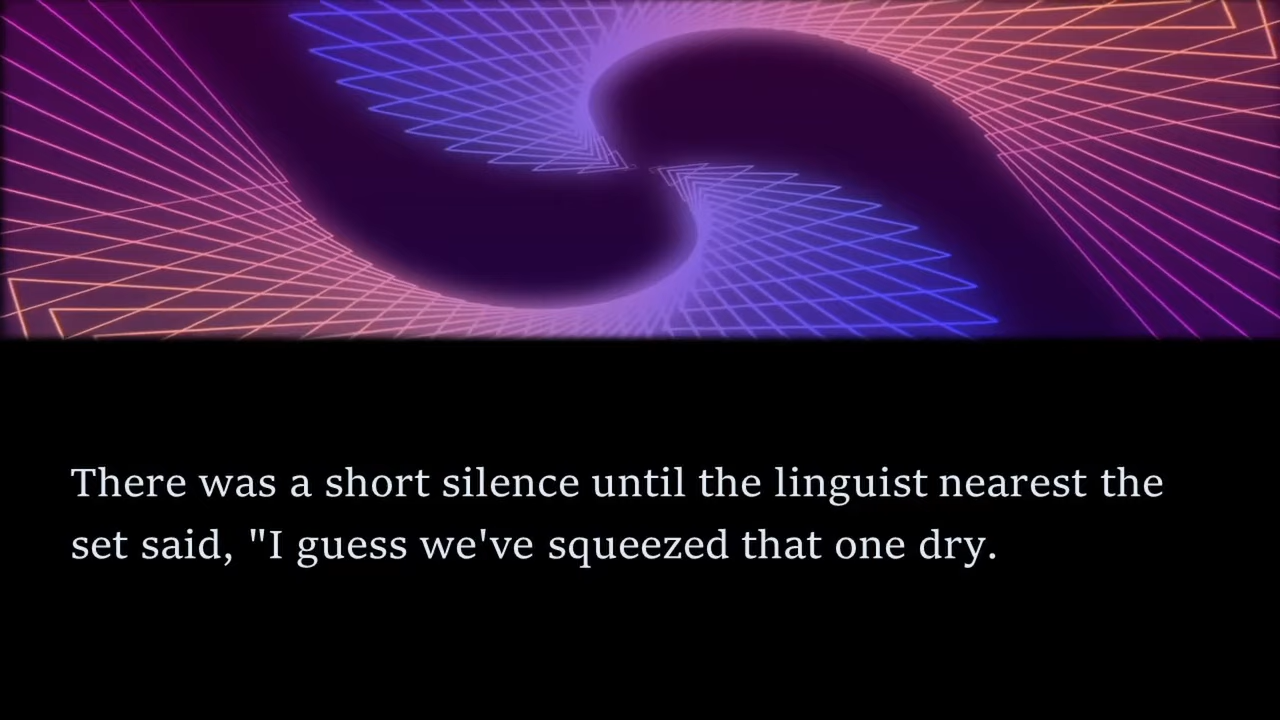 There was a short silence until the linguist nearest the
set said, "I guess we've squeezed that one dry.